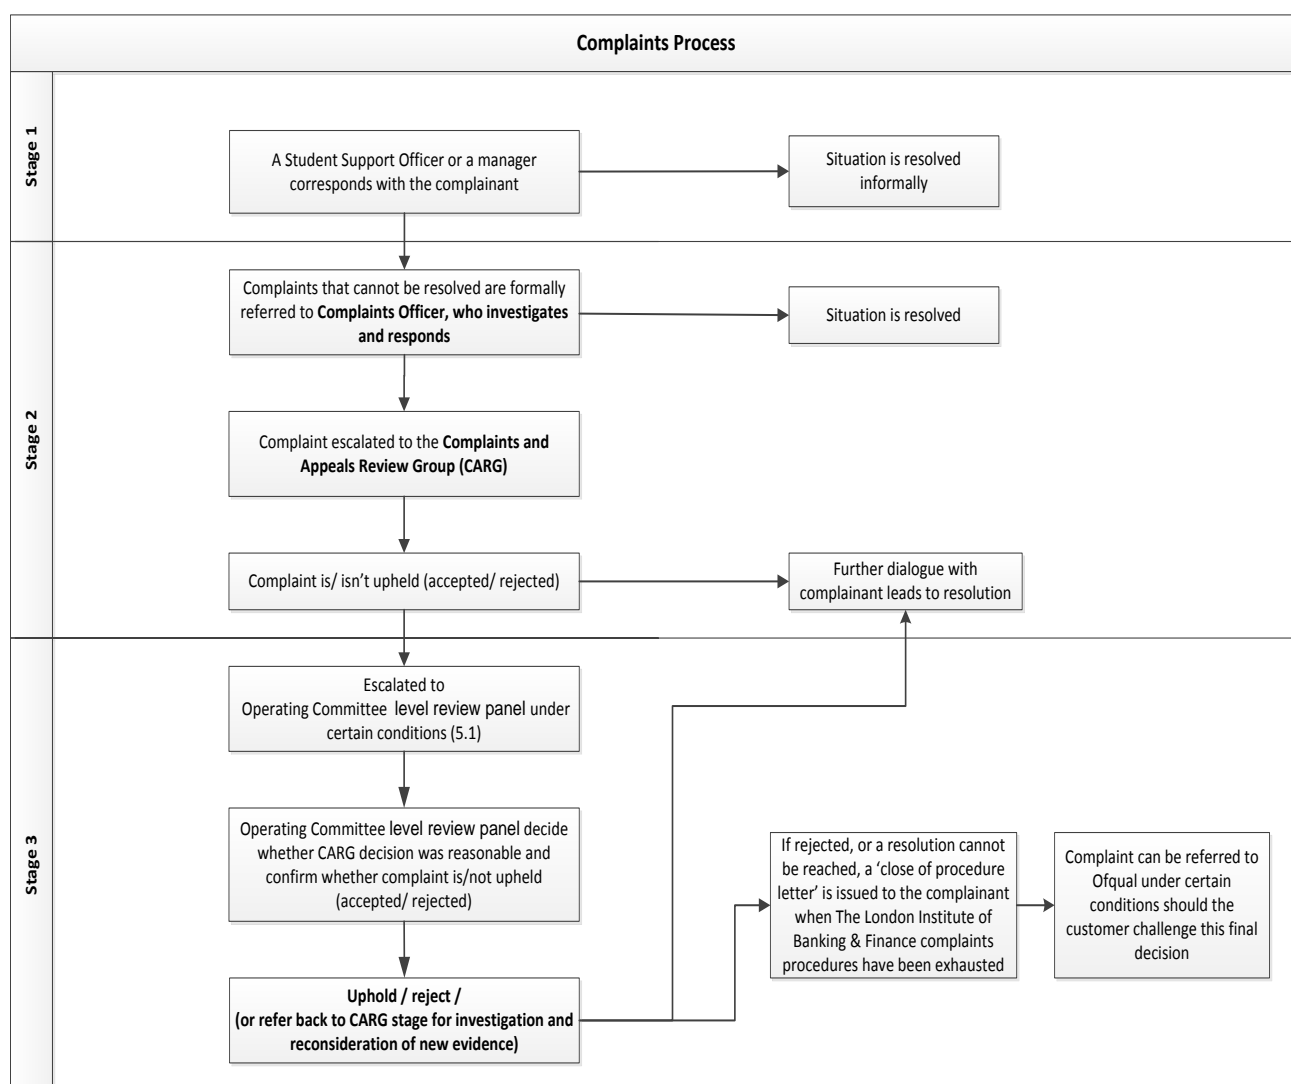 Complaints Process
Stage 1
A Student Support Officer or a manager
corresponds with the complainant
Situation is resolved
informally
Stage 2
Complaints that cannot be resolved are formally
referred to Complaints Officer, who investigates
and responds
Situation is resolved
Complaint escalated to the Complaints and
Appeals Review Group (CARG)
Complaint is/ isn’t upheld (accepted/ rejected)
Further dialogue with
complainant leads to resolution
Stage 3
Escalated to
Operating Committee level review panel under
certain conditions (5.1)
Operating Committee level review panel decide
whether CARG decision was reasonable and
confirm whether complaint is/not upheld
(accepted/ rejected)
Uphold / reject /
(or refer back to CARG stage for investigation and
reconsideration of new evidence)
If rejected, or a resolution cannot
be reached, a ‘close of procedure
letter’ is issued to the complainant
when The London Institute of
Banking & Finance complaints
procedures have been exhausted
Complaint can be referred to
Ofqual under certain
conditions should the
customer challenge this final
decision